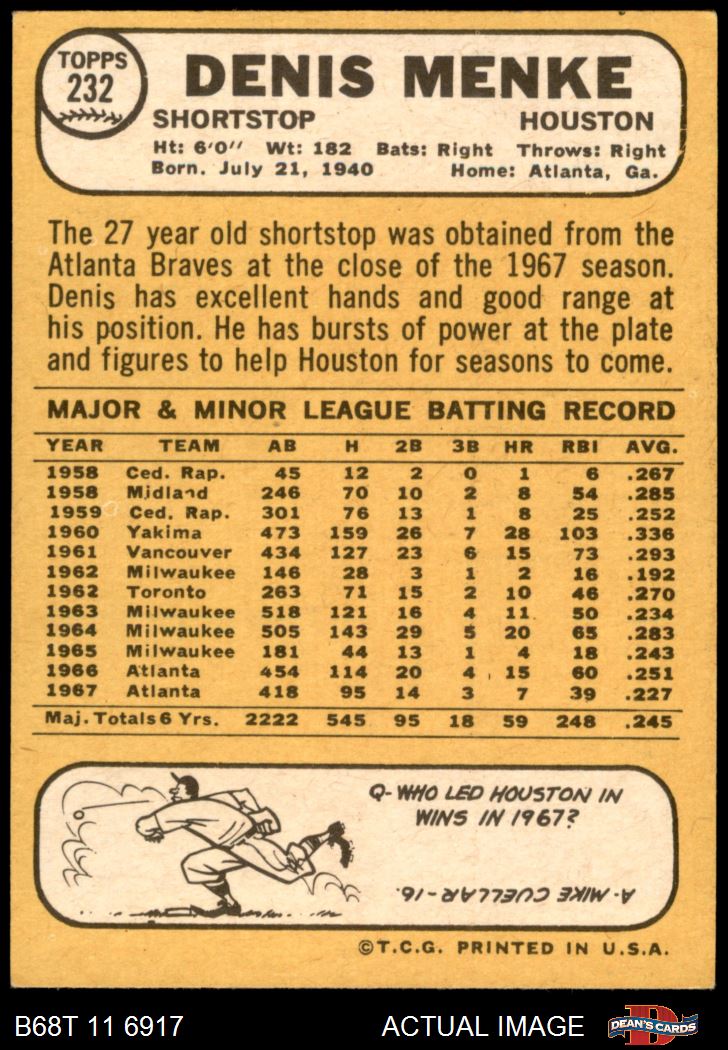 TOPPS
232
DENIS MENKE
SHORTSTOP HOUSTON
Ht: 6'0" Wt: 182 Bats: Right Throws: Right
Born. July 21, 1940 Home: Atlanta, Ga.
The 27 year old shortstop was obtained from the
Atlanta Braves at the close of the 1967 season.
Denis has excellent hands and good range at
his position. He has bursts of power at the plate
and figures to help Houston for seasons to come.
MAJOR & MINOR LEAGUE BATTING RECORD
YEAR TEAM AB H 2B 3B HR RBI AVG.
1958 Ced. Rap. 45 12 2 0 1 6 .267
1958 Midland 246 70 10 2 8 54 .285
1959 Ced. Rap. 301 76 13 1 8 25 .252
1960 Yakima 473 159 26 7 28 103 .336
1961 Vancouver 434 127 23 6 15 73 .293
1962 Milwaukee 146 28 3 1 2 16 .192
1962 Toronto 263 71 15 2 10 46 .270
1963 Milwaukee 518 121 16 4 11 50 .234
1964 Milwaukee 505 143 29 5 20 65 .283
1965 Milwaukee 181 44 13 1 4 18 .243
1966 Atlanta 454 114 20 4 15 60 .251
1967 Atlanta 418 95 14 3 7 39 .227
Maj. Totals 6 Yrs. 2222 545 95 18 59 248 .245
Q- WHO LED HOUSTON IN
WINS IN 1967?
A- MIKE CUELLAR-16.
©T.C.G. PRINTED IN U.S.A.
B68T 11 6917 ACTUAL IMAGE DEAN'S CARDS